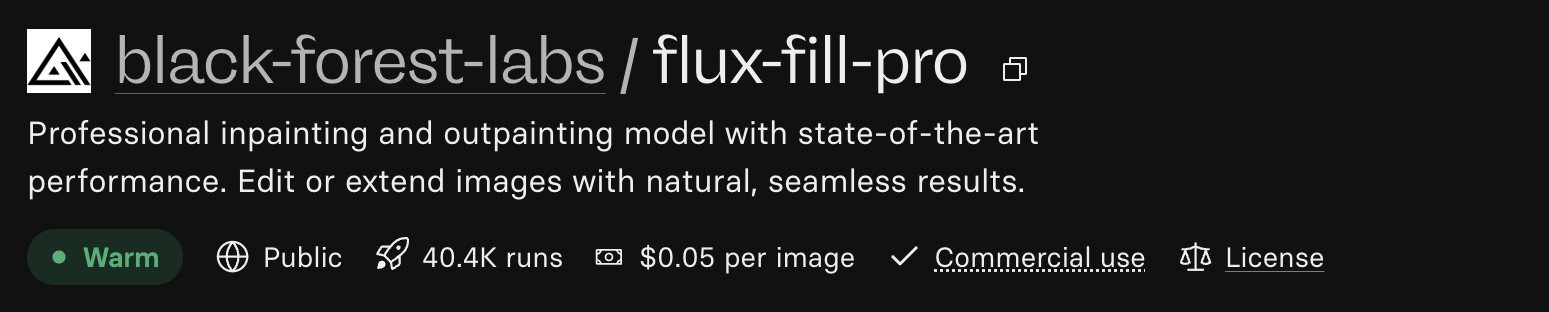 black-forest-labs / flux-fill-pro
Professional inpainting and outpainting model with state-of-the-art
performance. Edit or extend images with natural, seamless results.
Warm Public 40.4K runs $0.05 per image Commercial use License